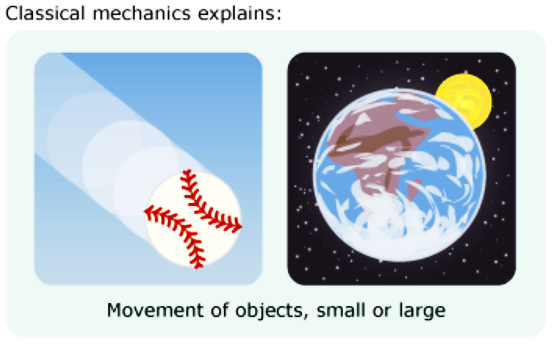 Classical mechanics explains:
Movement of objects, small or large